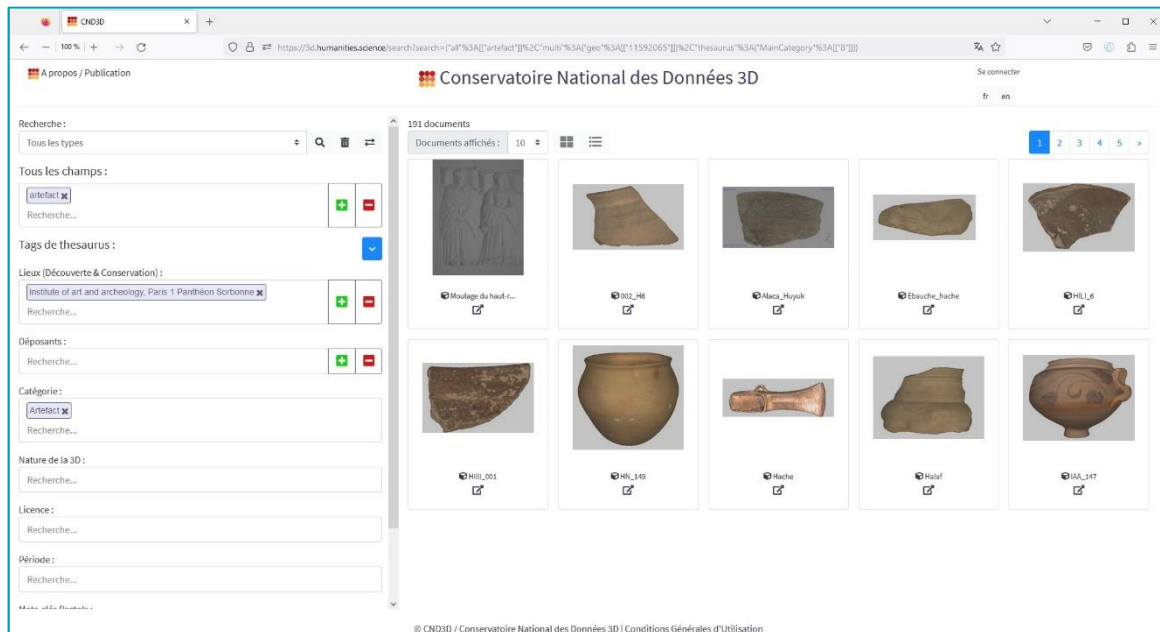 CND3D
100 %
https://3d.humanities.science/search?search={"all"%3A[["artefact"]]%2C"multi"%3A{"geo"%3A[["11592065"]]}%2C"thesaurus"%3A{"MainCategory"%3A[["8"]]}}
A propos / Publication
Conservatoire National des Données 3D
Se connecter
fr en
Recherche :
Tous les types
Tous les champs :
artefact
Recherche...
Tags de thesaurus :
Lieux (Découverte & Conservation) :
Institute of art and archeology, Paris 1 Panthéon Sorbonne
Recherche...
Déposants :
Recherche...
Catégorie :
Artefact
Recherche...
Nature de la 3D :
Recherche...
Licence :
Recherche...
Période :
Recherche...
191 documents
Documents affichés : 10
1 2 3 4 5 »
Moulage du haut-r...
002_H6
Alaca_Huyuk
Ebauche_hache
HILI_6
Hilli_001
HN_149
Hache
Halaf
IAA_147
© CND3D / Conservatoire National des Données 3D | Conditions Générales d'Utilisation